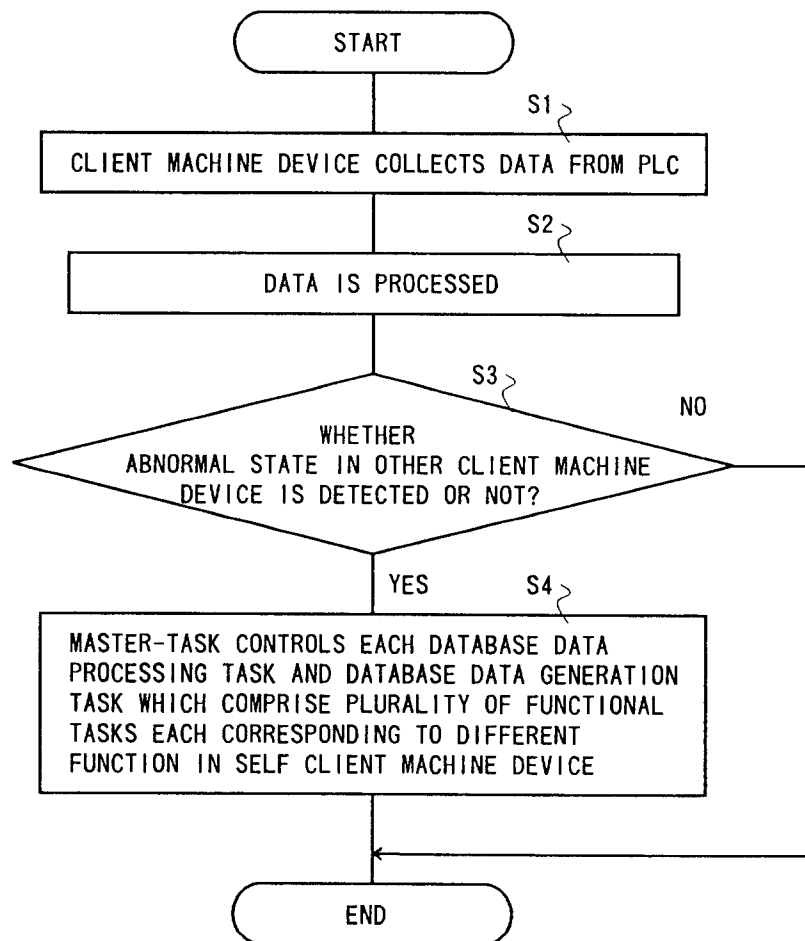 START
S1
CLIENT MACHINE DEVICE COLLECTS DATA FROM PLC
S2
DATA IS PROCESSED
S3
NO
WHETHER
ABNORMAL STATE IN OTHER CLIENT MACHINE
DEVICE IS DETECTED OR NOT?
YES
S4
MASTER-TASK CONTROLS EACH DATABASE DATA
PROCESSING TASK AND DATABASE DATA GENERATION
TASK WHICH COMPRISE PLURALITY OF FUNCTIONAL
TASKS EACH CORRESPONDING TO DIFFERENT
FUNCTION IN SELF CLIENT MACHINE DEVICE
END